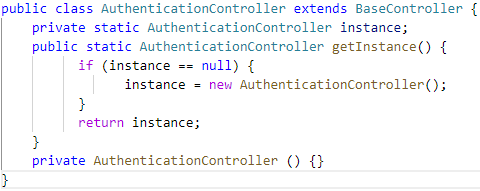 public class AuthenticationController extends BaseController {
    private static AuthenticationController instance;
    public static AuthenticationController getInstance() {
        if (instance == null) {
            instance = new AuthenticationController();
        }
        return instance;
    }
    private AuthenticationController () {}
}